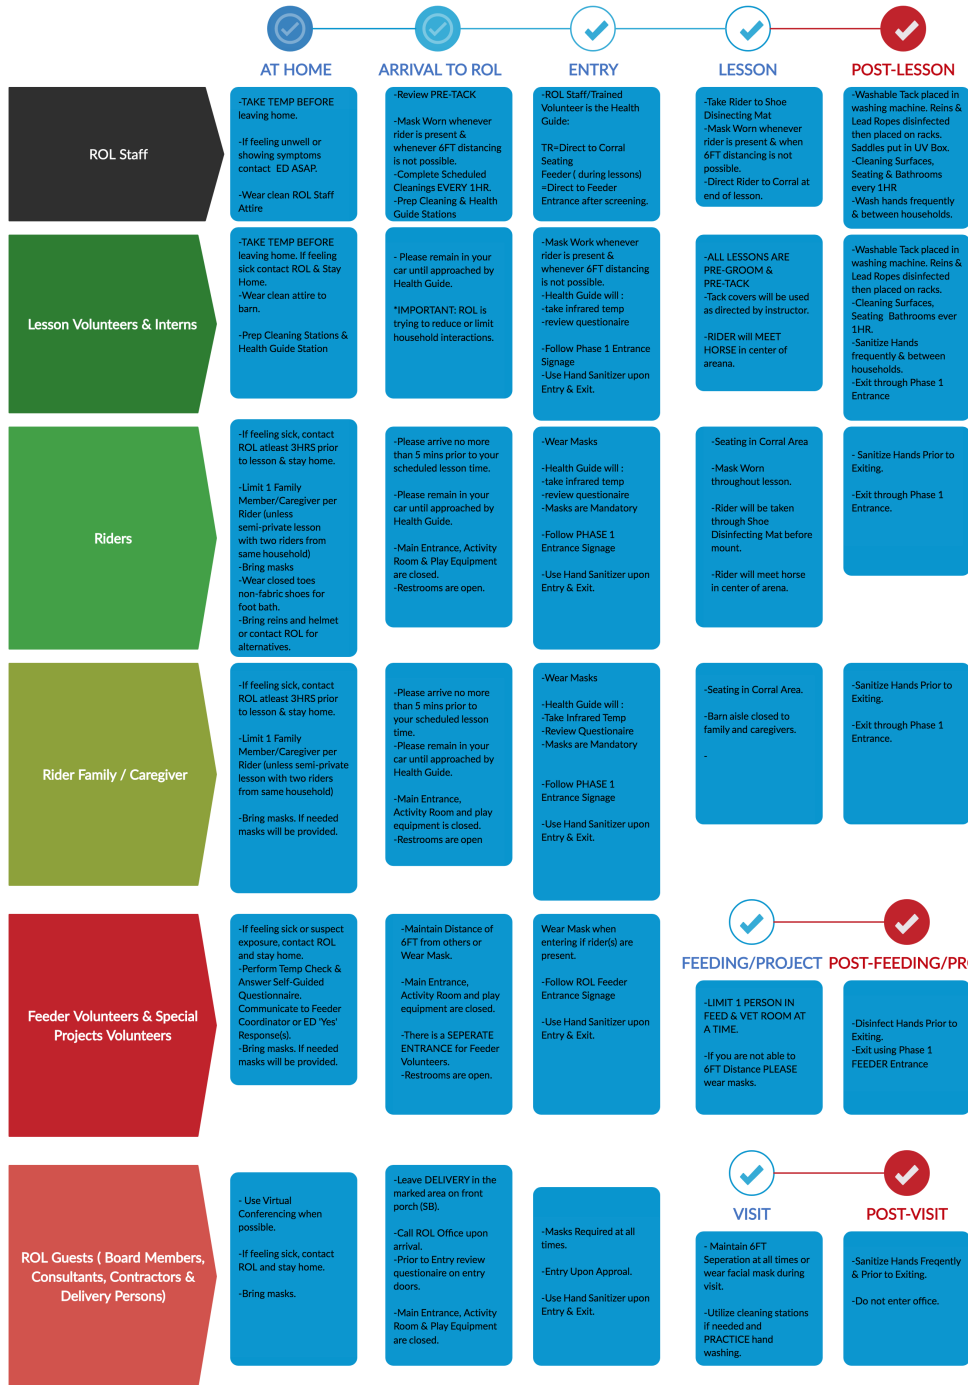 AT HOME
ARRIVAL TO ROL
ENTRY
LESSON
POST-LESSON
ROL Staff
-TAKE TEMP BEFORE
leaving home.
-If feeling unwell or
showing symptoms
contact  ED ASAP.
-Wear clean ROL Staff
Attire
-Review PRE-TACK
-Mask Worn whenever
rider is present &
whenever 6FT distancing
is not possible.
-Complete Scheduled
Cleanings EVERY 1HR.
-Prep Cleaning & Health
Guide Stations
-ROL Staff/Trained
Volunteer is the Health
Guide:
TR=Direct to Corral
Seating
Feeder ( during lessons)
=Direct to Feeder
Entrance after screening.
-Take Rider to Shoe
Disinecting Mat
-Mask Worn whenever
rider is present & when
6FT distancing is not
possible.
-Direct Rider to Corral at
end of lesson.
-Washable Tack placed in
washing machine. Reins &
Lead Ropes disinfected
then placed on racks.
Saddles put in UV Box.
-Cleaning Surfaces,
Seating & Bathrooms
every 1HR
-Wash hands frequently
& between households.
Lesson Volunteers & Interns
-TAKE TEMP BEFORE
leaving home. If feeling
sick contact ROL & Stay
Home.
-Wear clean attire to
barn.
-Prep Cleaning Stations &
Health Guide Station
- Please remain in your
car until approached by
Health Guide.
*IMPORTANT: ROL is
trying to reduce or limit
household interactions.
-Mask Work whenever
rider is present &
whenever 6FT distancing
is not possible.
-Health Guide will :
-take infrared temp
-review questionaire
-Follow Phase 1 Entrance
Signage
-Use Hand Sanitizer upon
Entry & Exit.
-ALL LESSONS ARE
PRE-GROOM &
PRE-TACK
-Tack covers will be used
as directed by instructor.
-RIDER will MEET
HORSE in center of
areana.
-Washable Tack placed in
washing machine. Reins &
Lead Ropes disinfected
then placed on racks.
-Cleaning Surfaces,
Seating  Bathrooms ever
1HR.
-Sanitize Hands
frequently & between
households.
-Exit through Phase 1
Entrance
Riders
-If feeling sick, contact
ROL atleast 3HRS prior
to lesson & stay home.
-Limit 1 Family
Member/Caregiver per
Rider (unless
semi-private lesson
with two riders from
same household)
-Bring masks
-Wear closed toes
non-fabric shoes for
foot bath.
-Bring reins and helmet
or contact ROL for
alternatives.
-Please arrive no more
than 5 mins prior to your
scheduled lesson time.
-Please remain in your
car until approached by
Health Guide.
-Main Entrance, Activity
Room & Play Equipment
are closed.
-Restrooms are open.
-Wear Masks
-Health Guide will :
-take infrared temp
-review questionaire
-Masks are Mandatory
-Follow PHASE 1
Entrance Signage
-Use Hand Sanitizer upon
Entry & Exit.
-Seating in Corral Area
-Mask Worn
throughout lesson.
-Rider will be taken
through Shoe
Disinfecting Mat before
mount.
-Rider will meet horse
in center of arena.
- Sanitize Hands Prior to
Exiting.
-Exit through Phase 1
Entrance.
Rider Family / Caregiver
-If feeling sick, contact
ROL atleast 3HRS prior
to lesson & stay home.
-Limit 1 Family
Member/Caregiver per
Rider (unless semi-private
lesson with two riders
from same household)
-Bring masks. If needed
masks will be provided.
-Please arrive no more
than 5 mins prior to
your scheduled lesson
time.
-Please remain in your
car until approached by
Health Guide.
-Main Entrance,
Activity Room and play
equipment is closed.
-Restrooms are open
-Wear Masks
-Health Guide will :
-Take Infrared Temp
-Review Questionaire
-Masks are Mandatory
-Follow PHASE 1
Entrance Signage
-Use Hand Sanitizer upon
Entry & Exit.
-Seating in Corral Area.
-Barn aisle closed to
family and caregivers.
-
-Sanitize Hands Prior to
Exiting.
-Exit through Phase 1
Entrance.
Feeder Volunteers & Special
Projects Volunteers
-If feeling sick or suspect
exposure, contact ROL
and stay home.
-Perform Temp Check &
Answer Self-Guided
Questionnaire.
Communicate to Feeder
Coordinator or ED 'Yes'
Response(s).
-Bring masks. If needed
masks will be provided.
-Maintain Distance of
6FT from others or
Wear Mask.
-Main Entrance,
Activity Room and play
equipment are closed.
-There is a SEPERATE
ENTRANCE for Feeder
Volunteers.
-Restrooms are open.
Wear Mask when
entering if rider(s) are
present.
-Follow ROL Feeder
Entrance Signage
-Use Hand Sanitizer upon
Entry & Exit.
FEEDING/PROJECT
POST-FEEDING/PRO
-LIMIT 1 PERSON IN
FEED & VET ROOM AT
A TIME.
-If you are not able to
6FT Distance PLEASE
wear masks.
-Disinfect Hands Prior to
Exiting.
-Exit using Phase 1
FEEDER Entrance
ROL Guests ( Board Members,
Consultants, Contractors &
Delivery Persons)
- Use Virtual
Conferencing when
possible.
-If feeling sick, contact
ROL and stay home.
-Bring masks.
-Leave DELIVERY in the
marked area on front
porch (SB).
-Call ROL Office upon
arrival.
-Prior to Entry review
questionaire on entry
doors.
-Main Entrance, Activity
Room & Play Equipment
are closed.
-Masks Required at all
times.
-Entry Upon Approal.
-Use Hand Sanitizer upon
Entry & Exit.
VISIT
POST-VISIT
- Maintain 6FT
Seperation at all times or
wear facial mask during
visit.
-Utilize cleaning stations
if needed and
PRACTICE hand
washing.
-Sanitize Hands Freqently
& Prior to Exiting.
-Do not enter office.